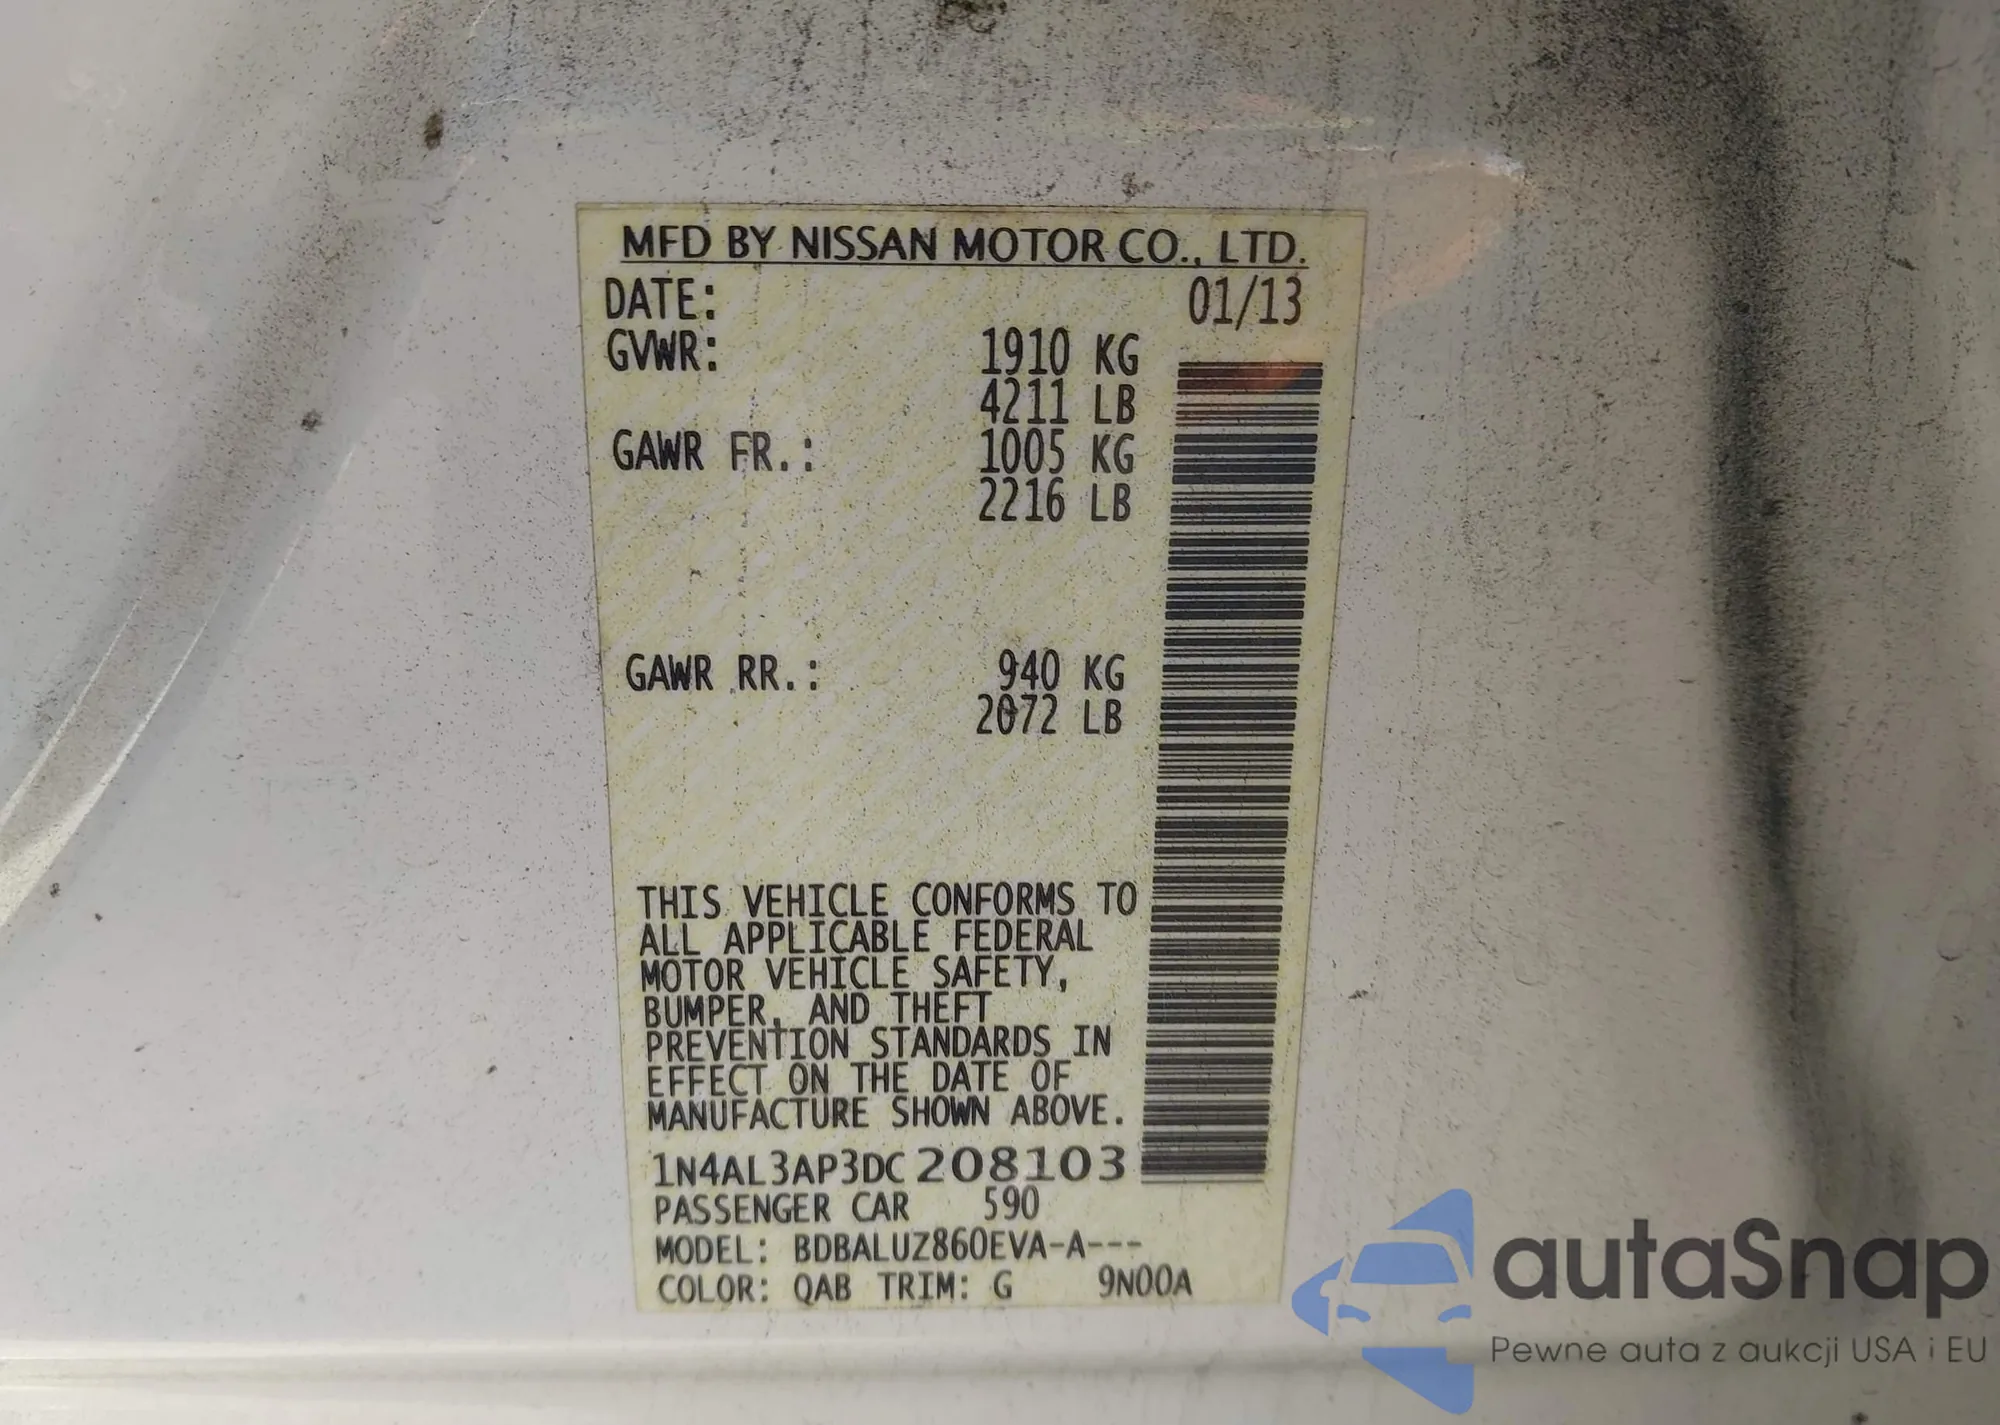 MFD BY NISSAN MOTOR CO., LTD.
DATE: 01/13
GVWR: 1910 KG
4211 LB
GAWR FR.: 1005 KG
2216 LB
GAWR RR.: 940 KG
2072 LB
THIS VEHICLE CONFORMS TO
ALL APPLICABLE FEDERAL
MOTOR VEHICLE SAFETY,
BUMPER, AND THEFT
PREVENTION STANDARDS IN
EFFECT ON THE DATE OF
MANUFACTURE SHOWN ABOVE.
1N4AL3AP3DC208103
PASSENGER CAR 590
MODEL: BDBALUZ860EVA-A---
COLOR: QAB TRIM: G 9N00A
autaSnap
Pewne auta z aukcji USA i EU